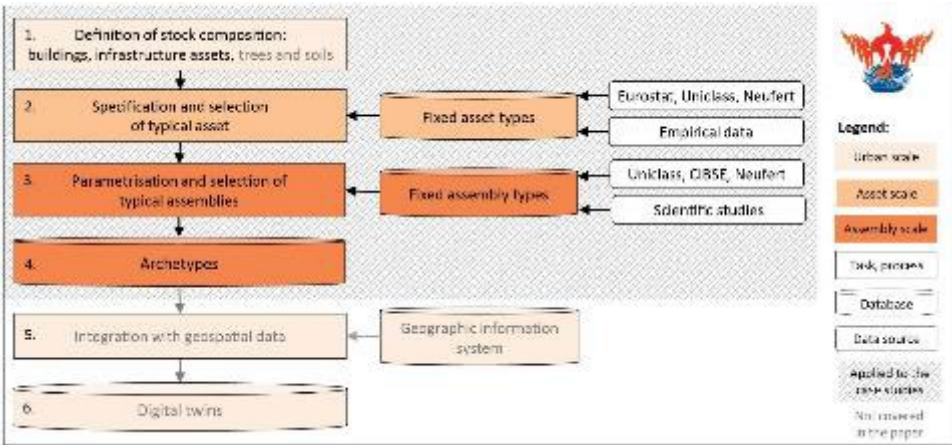 1. Definition of stock composition:
buildings, infrastructure assets, trees and soils
2. Specification and selection
of typical asset
Fixed asset types
Eurostat, Uniclass, Neufert
Empirical data
3. Parametrisation and selection of
typical assemblies
Fixed assembly types
Uniclass, CIBSE, Neufert
Scientific studies
4. Archetypes
5. Integration with geospatial data
Geographic information
system
6. Digital twins
Legend:
Urban scale
Asset scale
Assembly scale
Task, process
Database
Data source
Applied to the
case studies
Not covered
in the paper